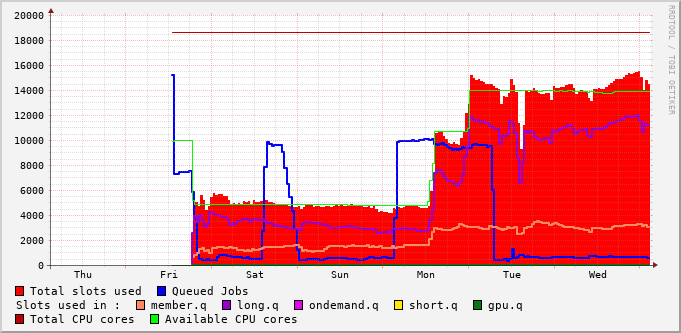 20000
18000
16000
14000
12000
10000
8000
6000
4000
2000
0
Thu Fri Sat Sun Mon Tue Wed
RRDTOOL / TOBI OETIKER
Total slots used Queued Jobs
Slots used in : member.q long.q ondemand.q short.q gpu.q
Total CPU cores Available CPU cores